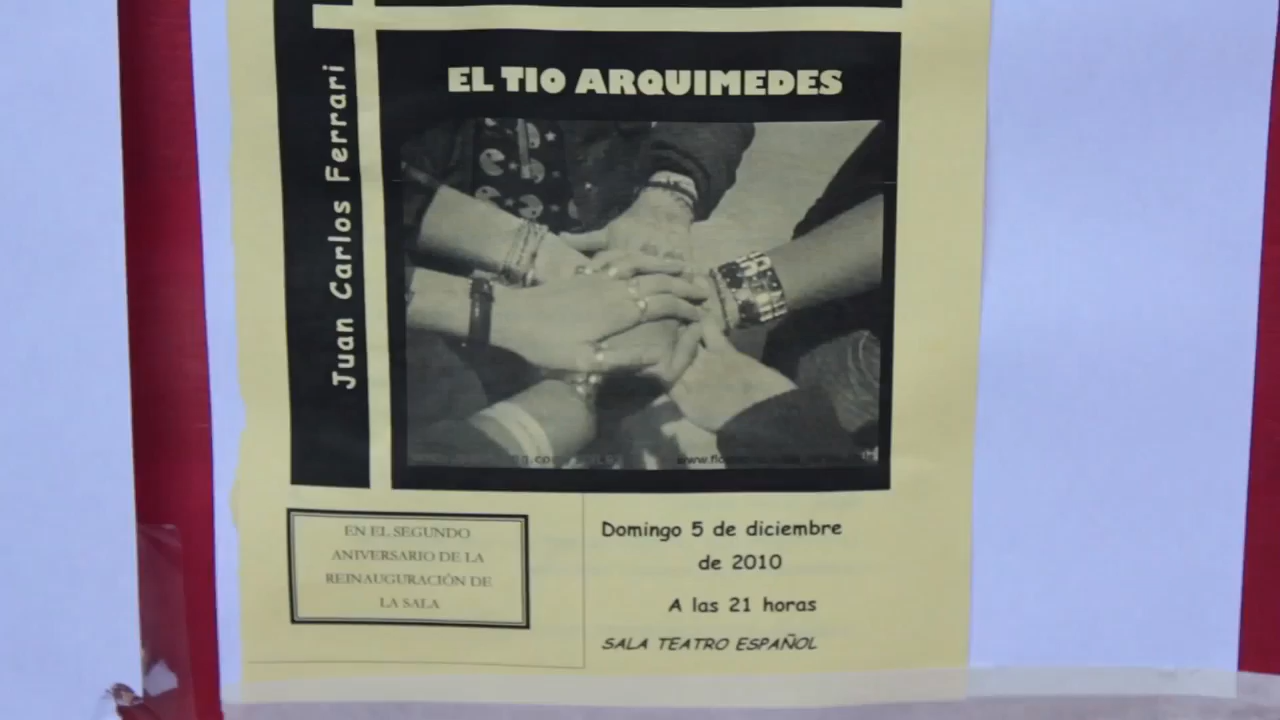 Juan Carlos Ferrari
EL TIO ARQUIMEDES
EN EL SEGUNDO
ANIVERSARIO DE LA
REINAUGURACIÓN DE
LA SALA
Domingo 5 de diciembre
de 2010
A las 21 horas
SALA TEATRO ESPAÑOL